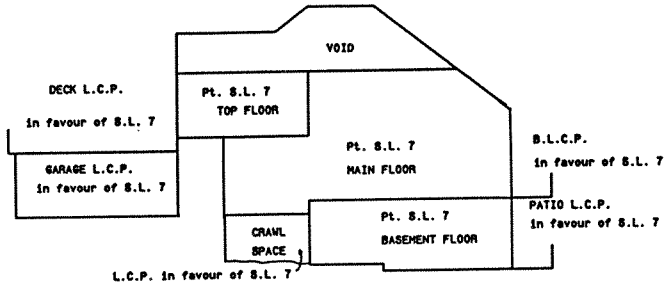 VOID
DECK L.C.P.
in favour of S.L. 7
Pt. S.L. 7
TOP FLOOR
GARAGE L.C.P.
in favour of S.L. 7
Pt. S.L. 7
MAIN FLOOR
B.L.C.P.
in favour of S.L. 7
PATIO L.C.P.
in favour of S.L. 7
Pt. S.L. 7
BASEMENT FLOOR
CRAWL
SPACE
L.C.P. in favour of S.L. 7